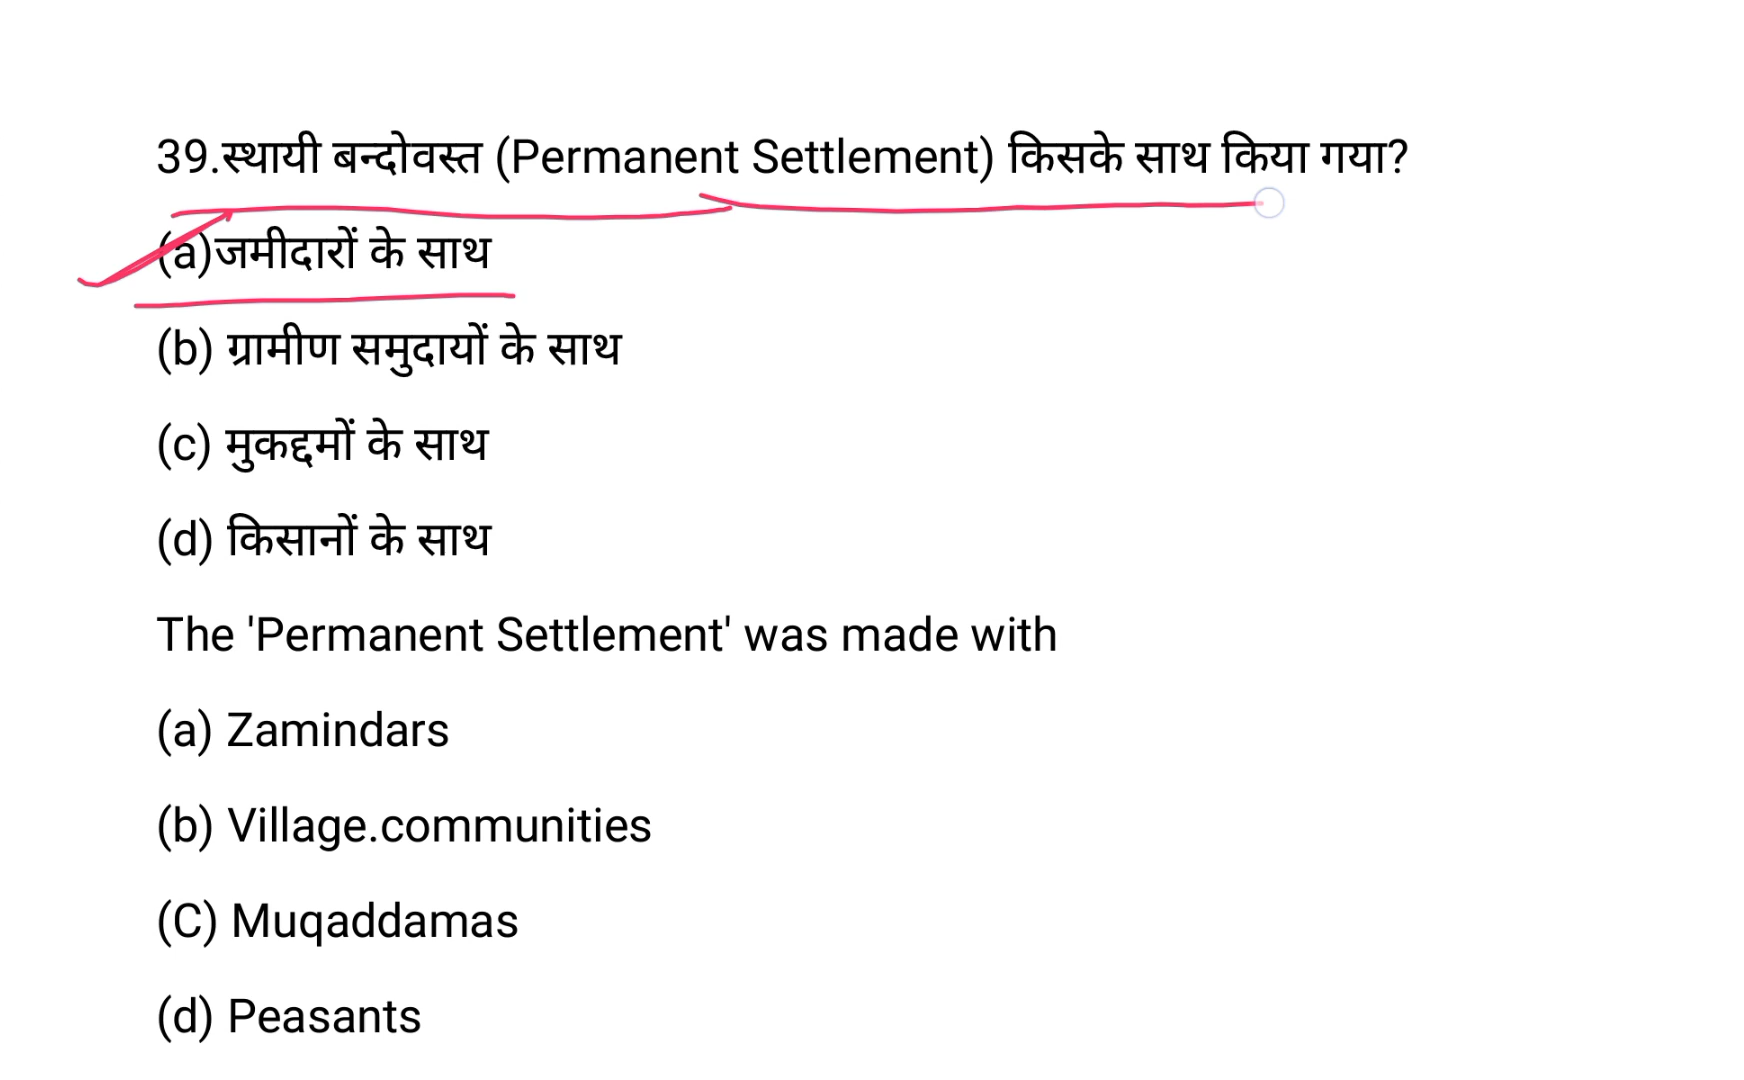 39.स्थायी बन्दोवस्त (Permanent Settlement) किसके साथ किया गया?
(a)जमीदारों के साथ
(b) ग्रामीण समुदायों के साथ
(c) मुकद्दमों के साथ
(d) किसानों के साथ
The 'Permanent Settlement' was made with
(a) Zamindars
(b) Village.communities
(C) Muqaddamas
(d) Peasants